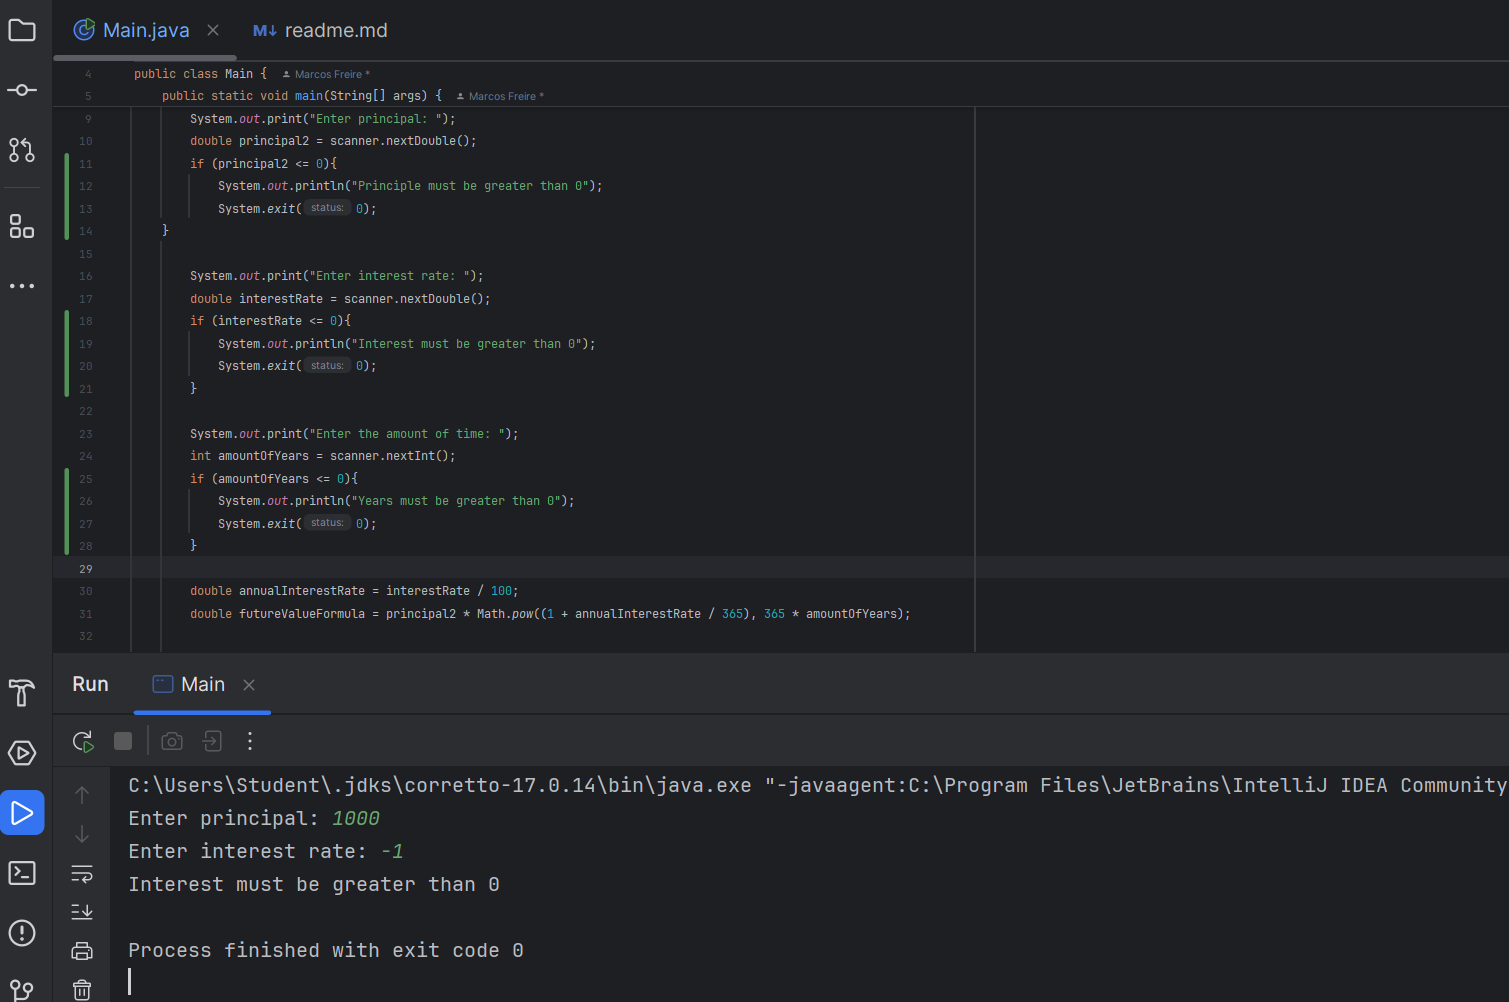 Main.java
M↓ readme.md
4 public class Main { Marcos Freire *
5 public static void main(String[] args) { Marcos Freire *
9 System.out.print("Enter principal: ");
10 double principal2 = scanner.nextDouble();
11 if (principal2 <= 0){
12 System.out.println("Principle must be greater than 0");
13 System.exit( status: 0);
14 }
15
16 System.out.print("Enter interest rate: ");
17 double interestRate = scanner.nextDouble();
18 if (interestRate <= 0){
19 System.out.println("Interest must be greater than 0");
20 System.exit( status: 0);
21 }
22
23 System.out.print("Enter the amount of time: ");
24 int amountOfYears = scanner.nextInt();
25 if (amountOfYears <= 0){
26 System.out.println("Years must be greater than 0");
27 System.exit( status: 0);
28 }
29
30 double annualInterestRate = interestRate / 100;
31 double futureValueFormula = principal2 * Math.pow((1 + annualInterestRate / 365), 365 * amountOfYears);
32
Run Main
C:\Users\Student\.jdks\corretto-17.0.14\bin\java.exe "-javaagent:C:\Program Files\JetBrains\IntelliJ IDEA Community
Enter principal: 1000
Enter interest rate: -1
Interest must be greater than 0
Process finished with exit code 0